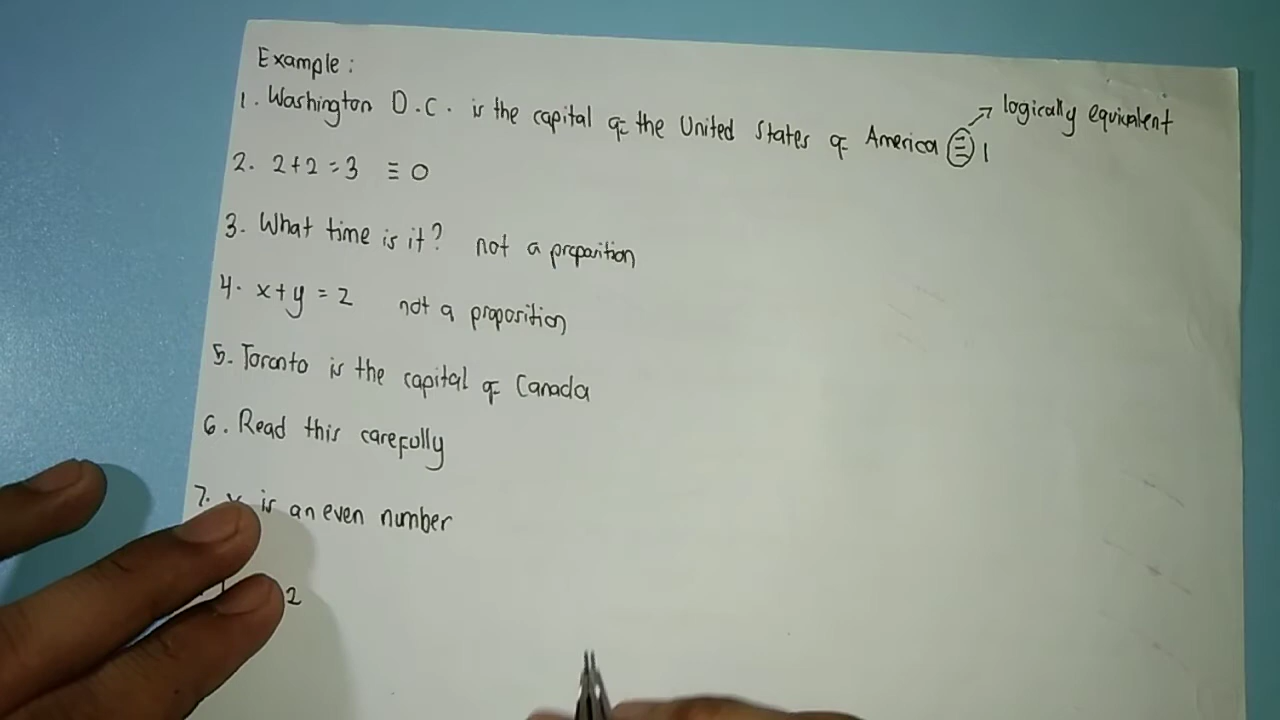 Example :
1. Washington D.C. is the capital of the United States of America ≡ 1 → logically equivalent
2. 2+2=3 ≡ 0
3. What time is it? not a proposition
4. x+y = 2 not a proposition
5. Toronto is the capital of Canada
6. Read this carefully
7. x is an even number
2